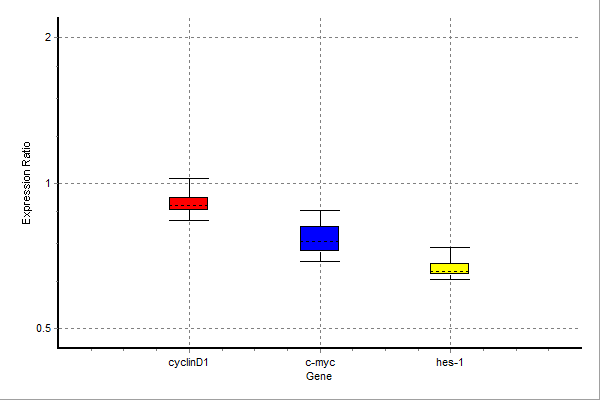 2
1
0.5
Expression Ratio
cyclinD1
c-myc
hes-1
Gene